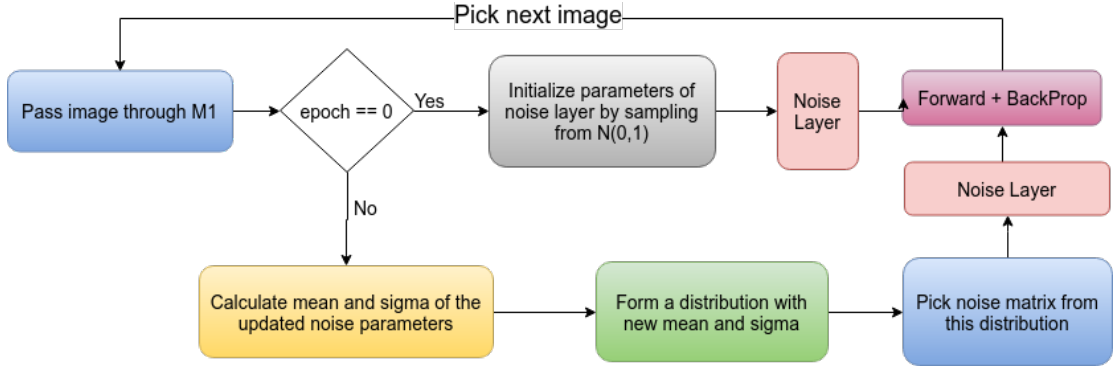 Pick next image
Pass image through M1
epoch == 0
Yes
Initialize parameters of
noise layer by sampling
from N(0,1)
Noise
Layer
Forward + BackProp
Noise Layer
No
Calculate mean and sigma of the
updated noise parameters
Form a distribution with
new mean and sigma
Pick noise matrix from
this distribution